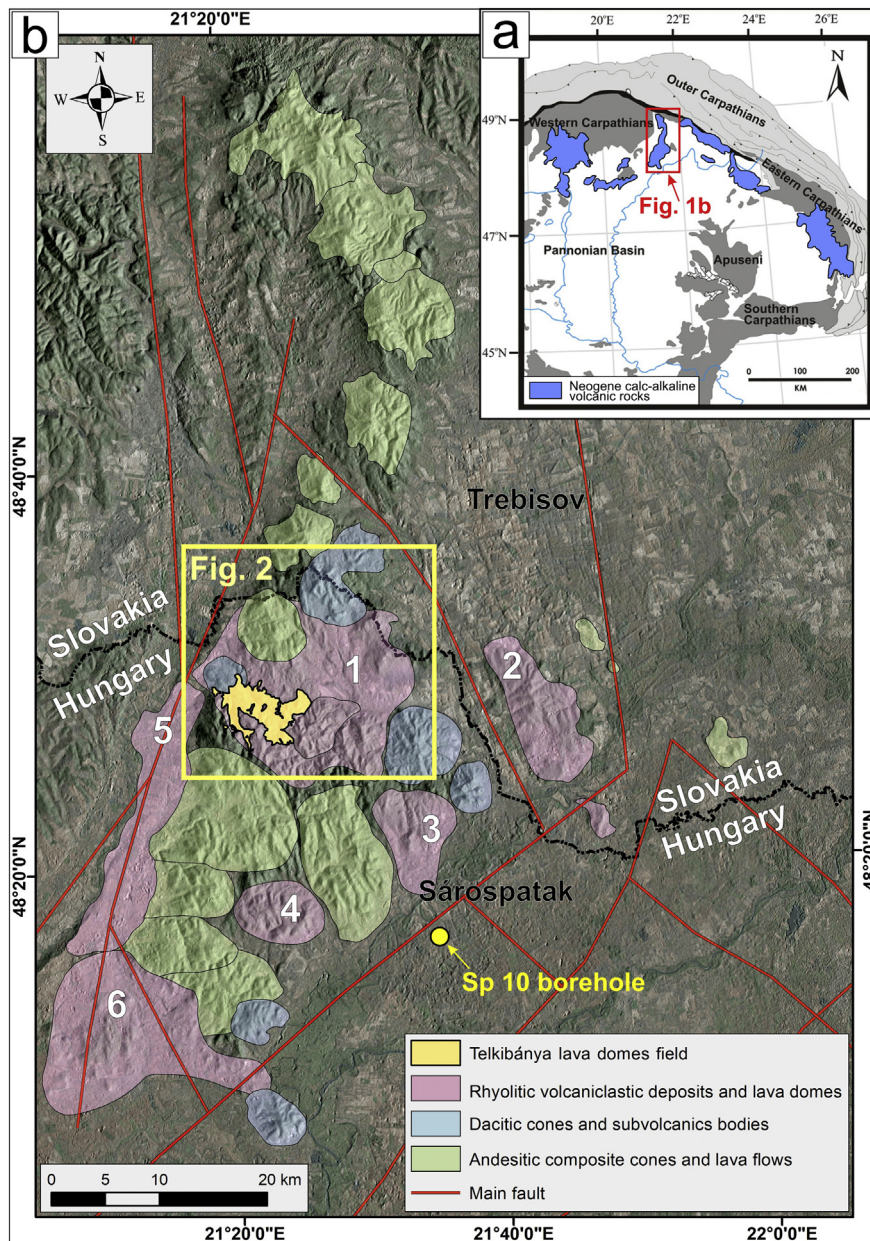 21°20'0"E
b
N
W
E
S
a
20°E
22°E
24°E
26°E
N
49°N
47°N
45°N
Outer Carpathians
Western Carpathians
Eastern Carpathians
Fig. 1b
Pannonian Basin
Apuseni
Southern
Carpathians
0 100 200
KM
Neogene calc-alkaline
volcanic rocks
48°40'0"N
Trebisov
Fig. 2
Slovakia
Hungary
1
2
5
Slovakia
Hungary
3
48°20'0"N
48°20'0"N
Sárospatak
4
Sp 10 borehole
6
Telkibánya lava domes field
Rhyolitic volcaniclastic deposits and lava domes
Dacitic cones and subvolcanics bodies
Andesitic composite cones and lava flows
Main fault
0 5 10 20 km
21°20'0"E
21°40'0"E
22°0'0"E